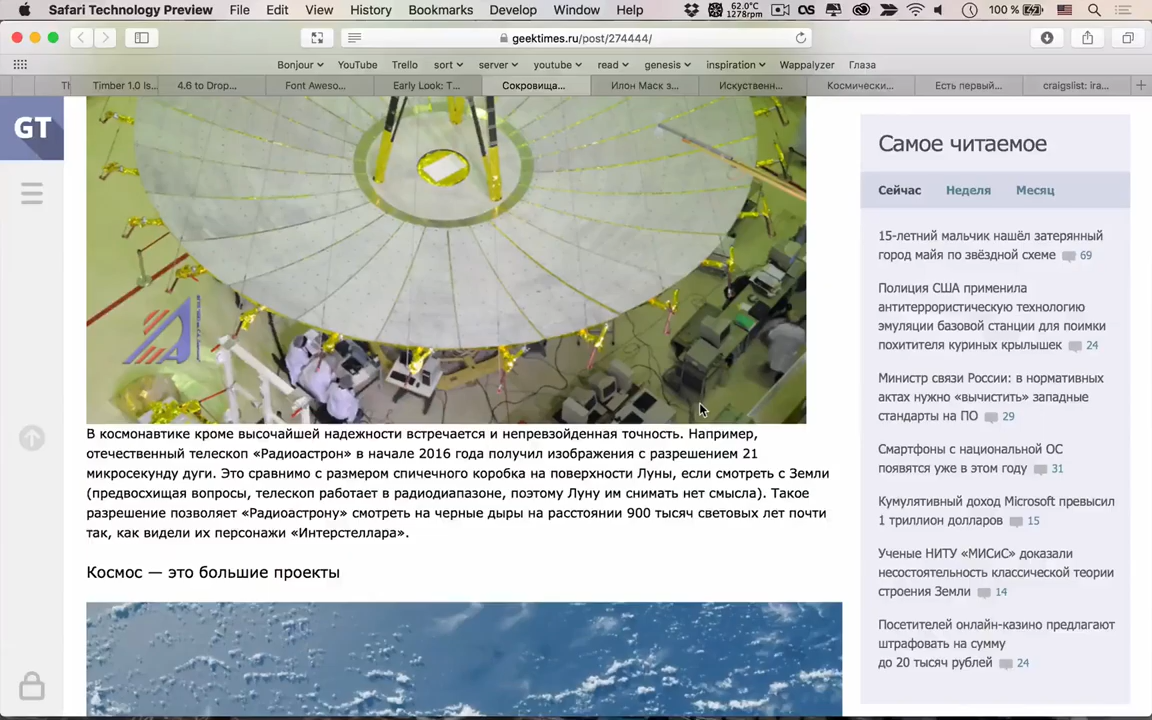 Safari Technology Preview File Edit View History Bookmarks Develop Window Help 62.0°C 1278rpm OS 100 %
geektimes.ru/post/274444/
Bonjour YouTube Trello sort server youtube read genesis inspiration Wappalyzer Глаза
Tl Timber 1.0 Is... 4.6 to Drop... Font Aweso... Early Look: T... Сокровища... Илон Маск з... Искуственн... Космически... Есть первый... craigslist: ira...
GT
В космонавтике кроме высочайшей надежности встречается и непревзойденная точность. Например,
отечественный телескоп «Радиоастрон» в начале 2016 года получил изображения с разрешением 21
микросекунду дуги. Это сравнимо с размером спичечного коробка на поверхности Луны, если смотреть с Земли
(предвосхищая вопросы, телескоп работает в радиодиапазоне, поэтому Луну им снимать нет смысла). Такое
разрешение позволяет «Радиоастрону» смотреть на черные дыры на расстоянии 900 тысяч световых лет почти
так, как видели их персонажи «Интерстеллара».
Космос — это большие проекты
Самое читаемое
Сейчас Неделя Месяц
15-летний мальчик нашёл затерянный
город майя по звёздной схеме 69
Полиция США применила
антитеррористическую технологию
эмуляции базовой станции для поимки
похитителя куриных крылышек 24
Министр связи России: в нормативных
актах нужно «вычистить» западные
стандарты на ПО 29
Смартфоны с национальной ОС
появятся уже в этом году 31
Кумулятивный доход Microsoft превысил
1 триллион долларов 15
Ученые НИТУ «МИСиС» доказали
несостоятельность классической теории
строения Земли 14
Посетителей онлайн-казино предлагают
штрафовать на сумму
до 20 тысяч рублей 24